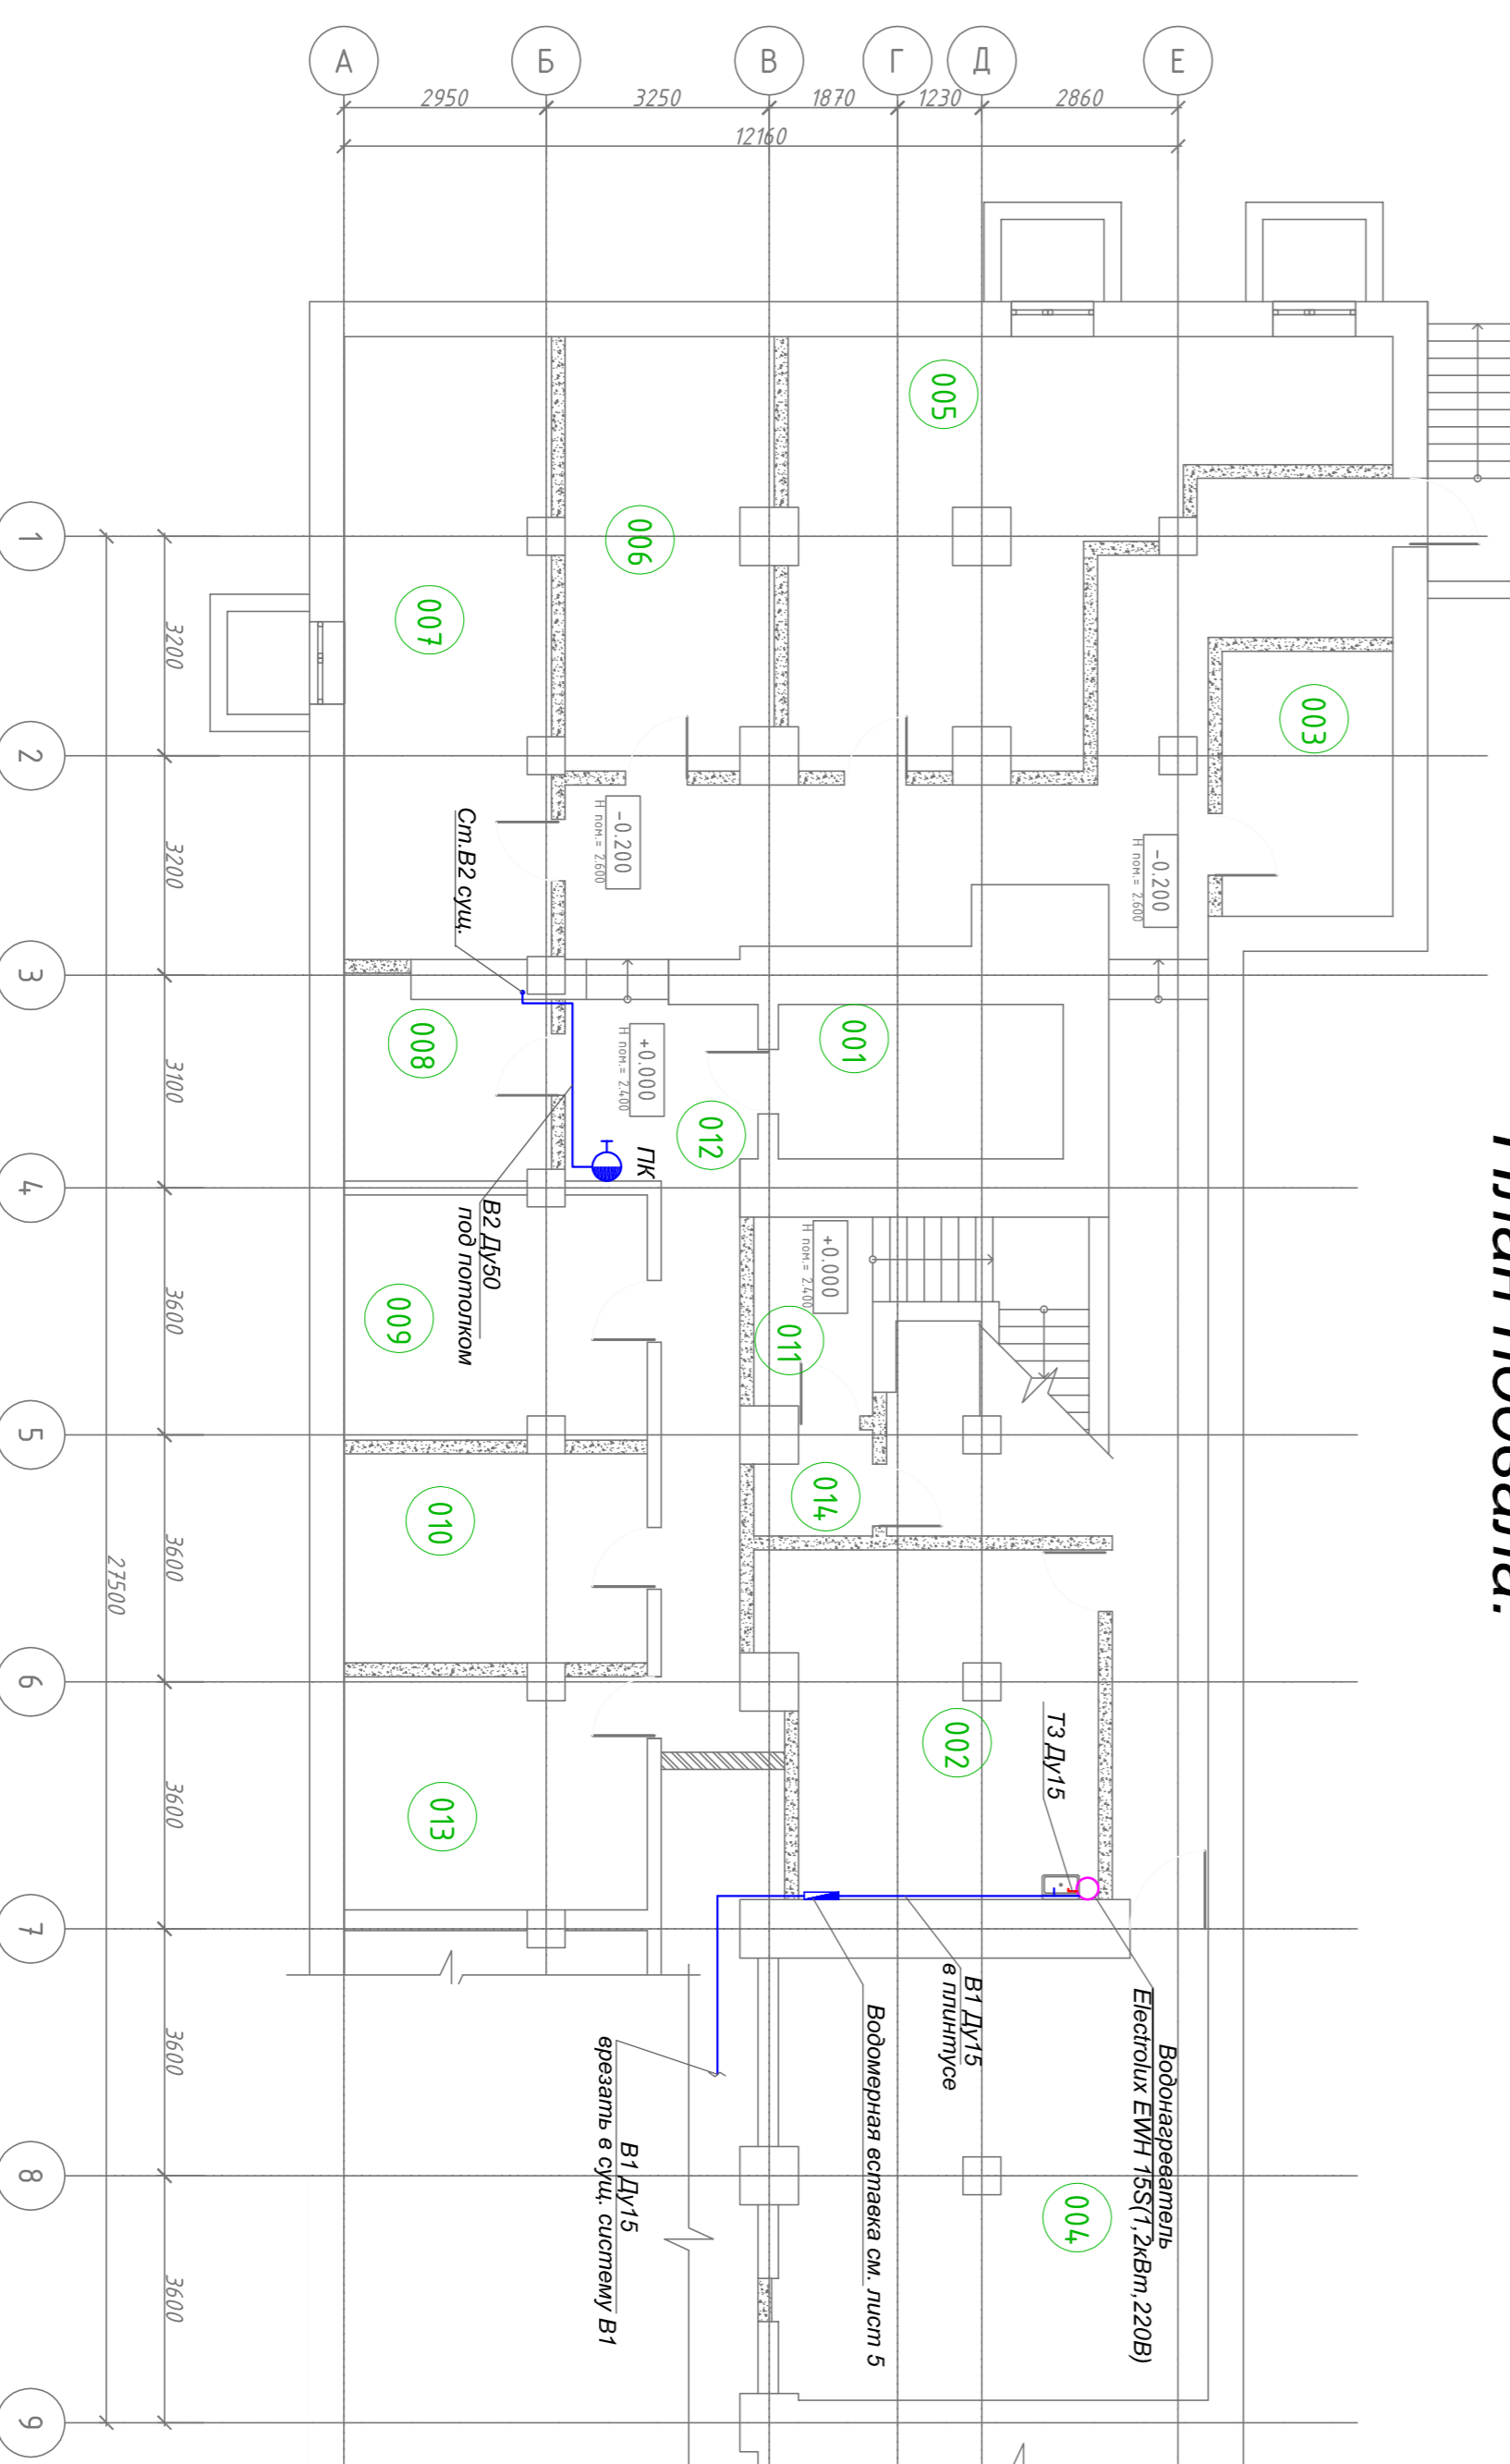 План подвала.
А
Б
В
Г
Д
Е
2950
3250
1870
1230
2860
12160
1
2
3
4
5
6
7
8
9
3200
3200
3100
3600
3600
3600
3600
3600
27500
003
005
006
007
-0.200
Н пом.= 2.600
-0.200
Н пом.= 2.600
Ст.В2 сущ.
001
008
+0.000
Н пом.= 2.400
012
ПК
В2 Ду50
под потолком
+0.000
Н пом.= 2.400
011
009
014
010
002
013
Т3 Ду15
В1 Ду15
в плинтусе
Водонагреватель
Electrolux EWH 15S(1,2кВт,220В)
Водомерная вставка см. лист 5
В1 Ду15
врезать в сущ. систему В1
004